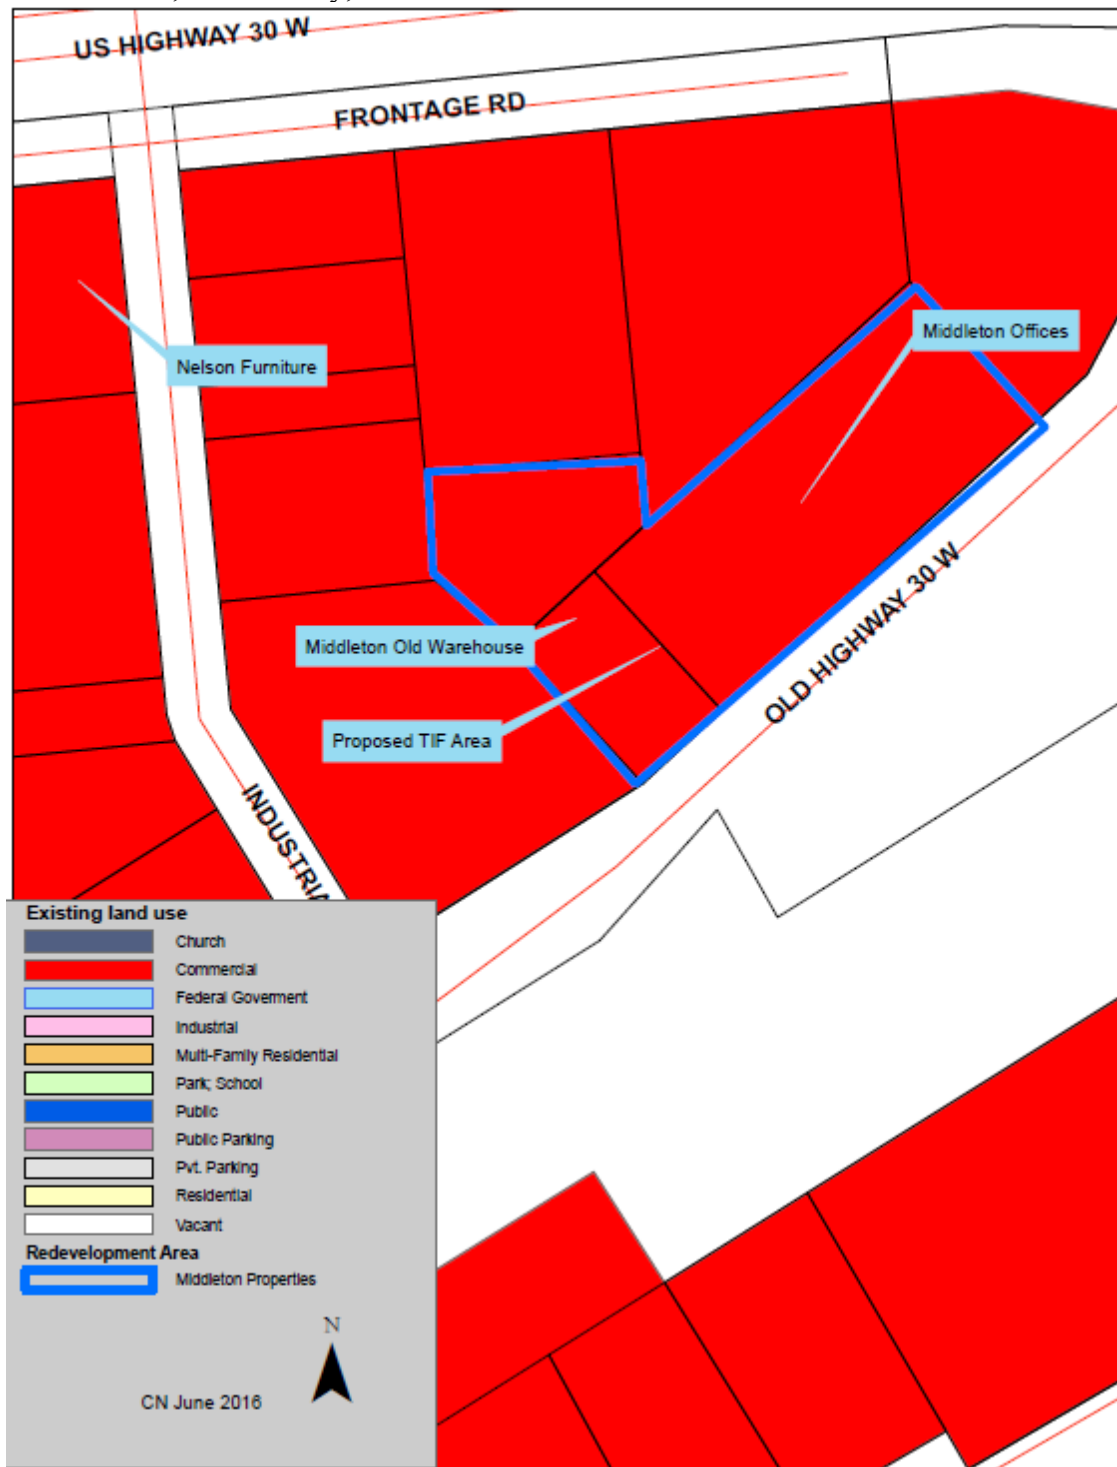 US HIGHWAY 30 W
FRONTAGE RD
Middleton Offices
Nelson Furniture
OLD HIGHWAY 30 W
Middleton Old Warehouse
Proposed TIF Area
INDUSTRIA
Existing land use
Church
Commercial
Federal Goverment
Industrial
Multi-Family Residential
Park; School
Public
Public Parking
Pvt. Parking
Residential
Vacant
Redevelopment Area
Middleton Properties
N
CN June 2016